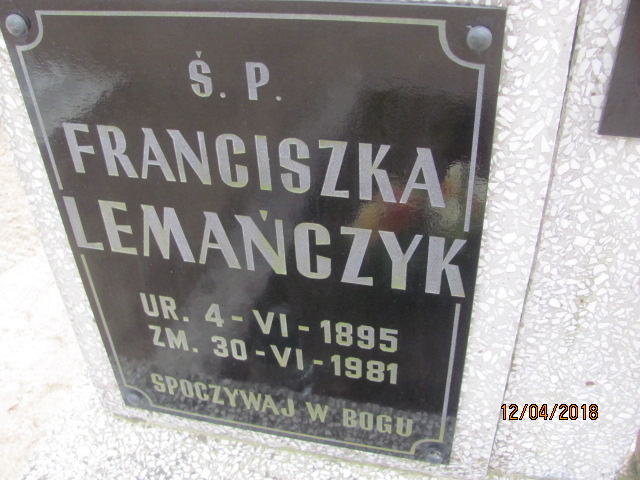 Ś. P.
FRANCISZKA
LEMAŃCZYK
UR. 4-VI-1895
ZM. 30-VI-1981
SPOCZYWAJ W BOGU
12/04/2018